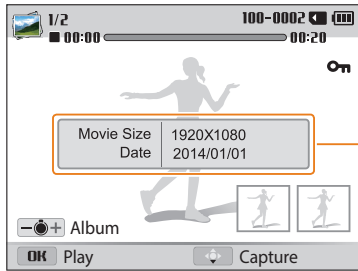 1/2 100-0002
00:00 00:20
Movie Size 1920X1080
Date 2014/01/01
Album
OK Play Capture